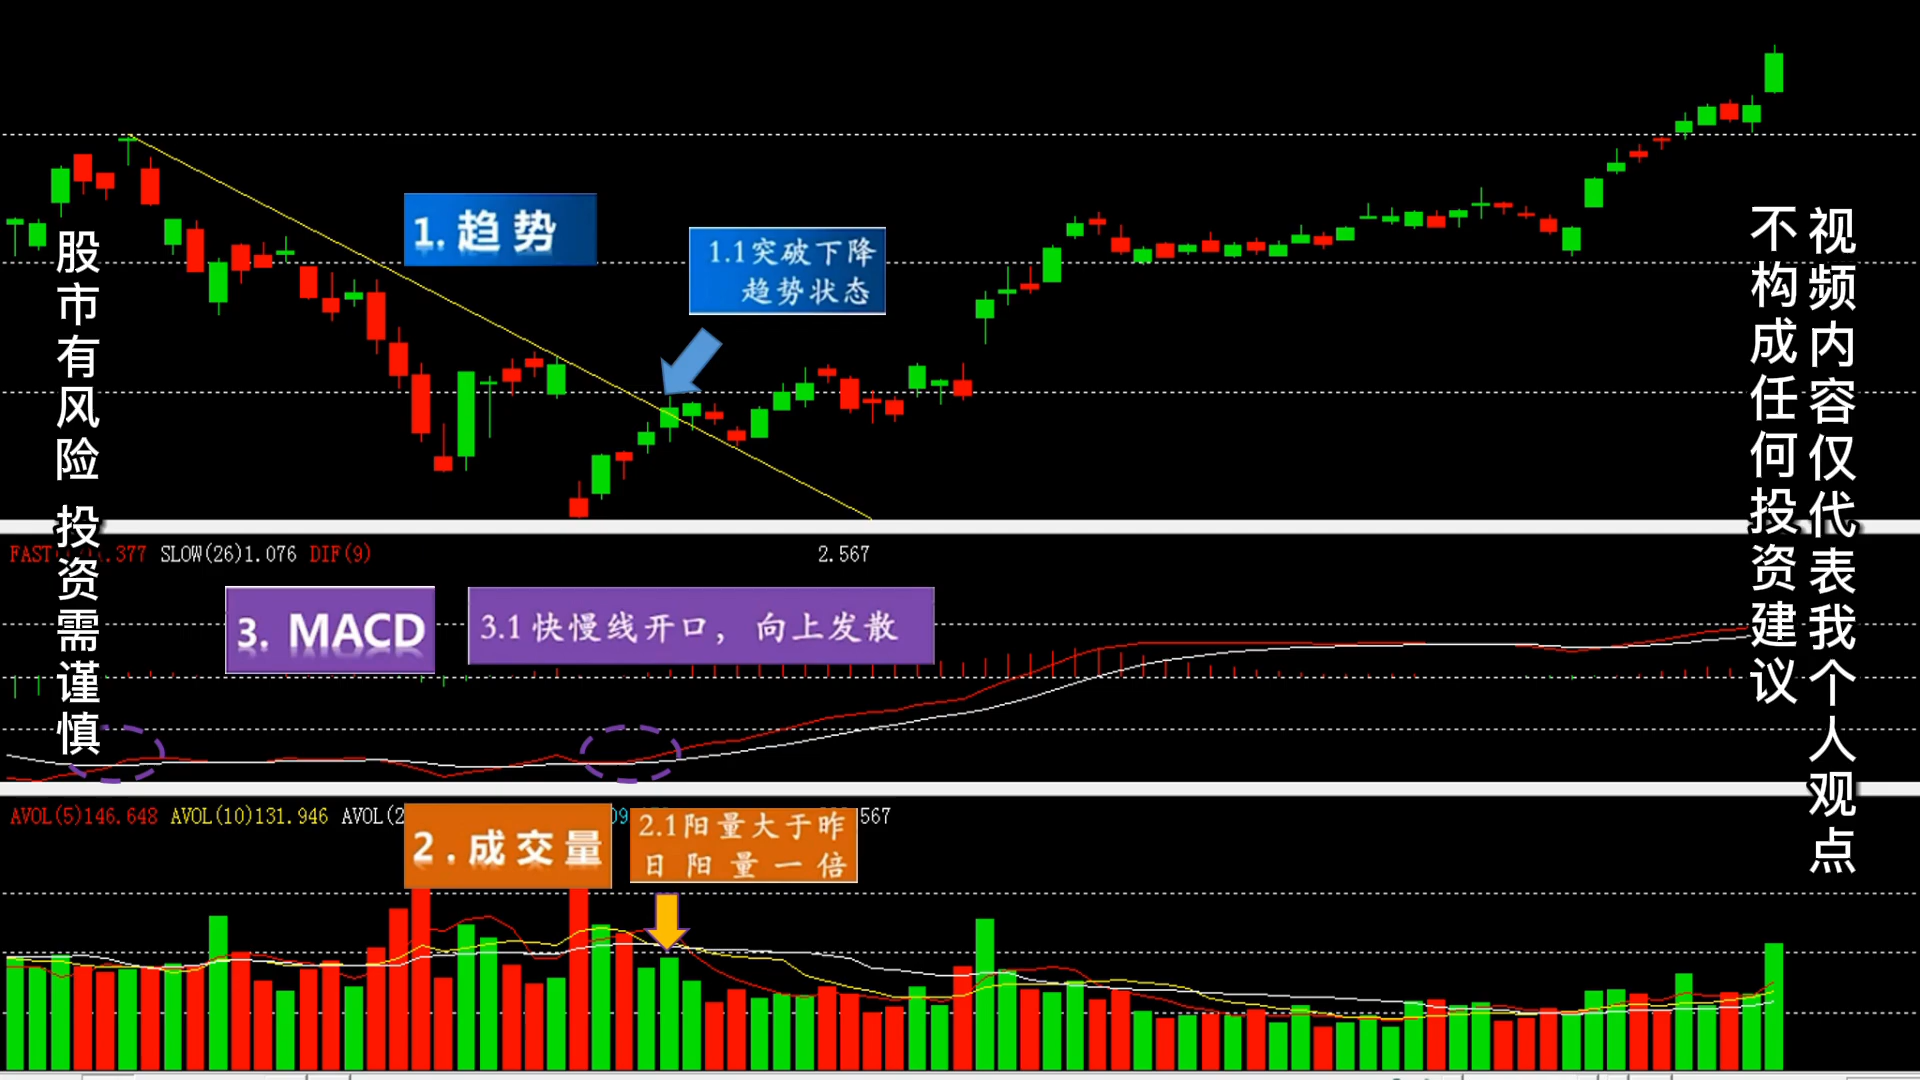 1.趋势
1.1突破下降
趋势状态
股市有风险 投资需谨慎
不构成任何投资建议
视频内容仅代表我个人观点
SLOW(26)1.076 DIF(9)
2.567
3. MACD
3.1快慢线开口，向上发散
AVOL(5)146.648 AVOL(10)131.946
2.成交量
2.1阳量大于昨
日阳量一倍